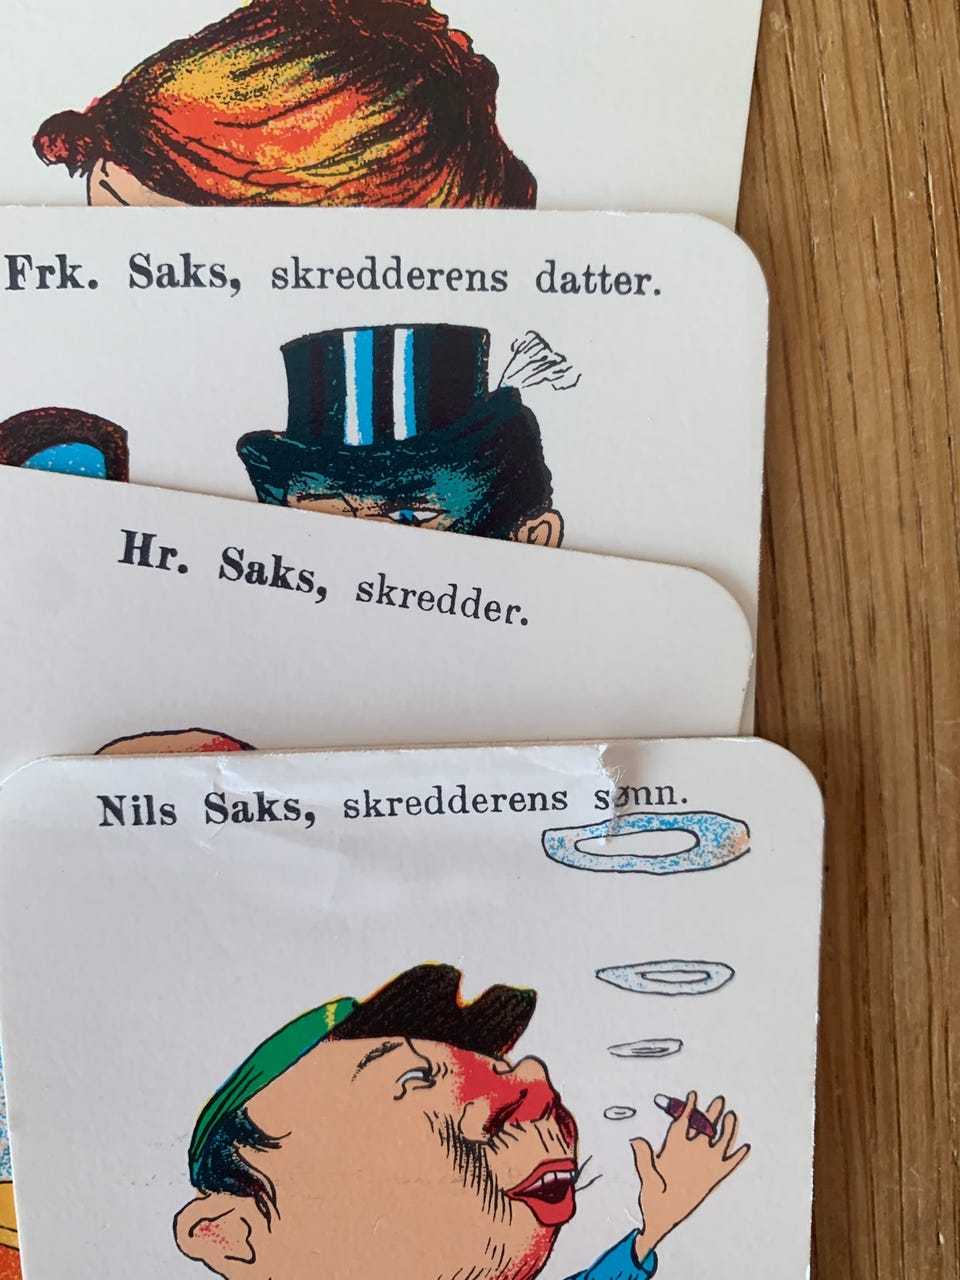 Frk. Saks, skredderens datter.
Hr. Saks, skredder.
Nils Saks, skredderens sønn.